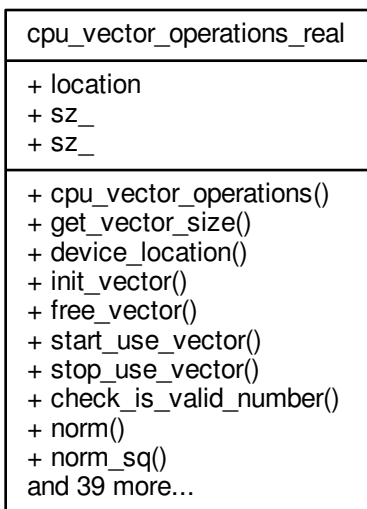 cpu_vector_operations_real
+ location
+ sz_
+ sz_
+ cpu_vector_operations()
+ get_vector_size()
+ device_location()
+ init_vector()
+ free_vector()
+ start_use_vector()
+ stop_use_vector()
+ check_is_valid_number()
+ norm()
+ norm_sq()
and 39 more...